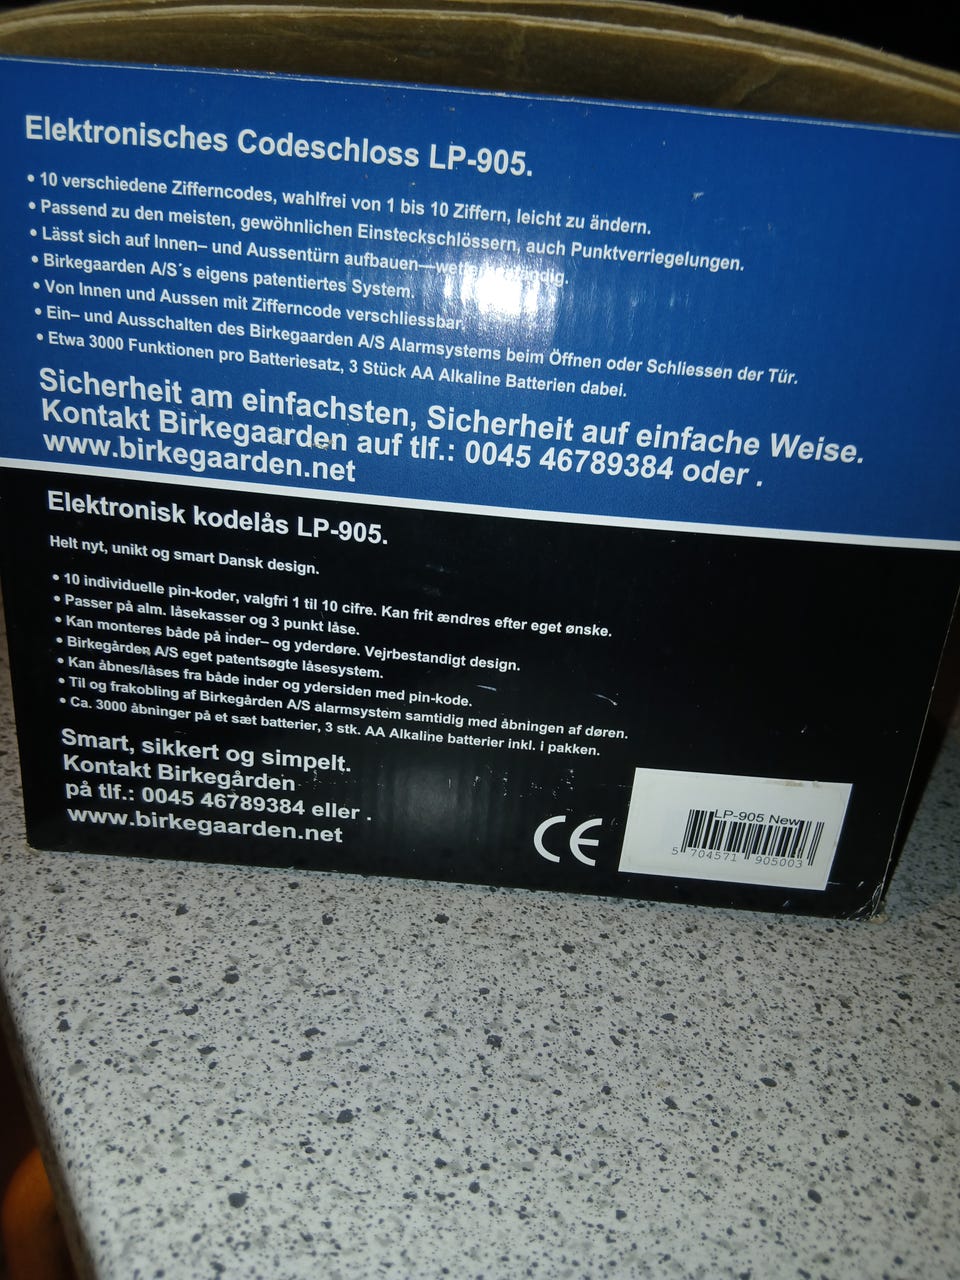 Elektronisches Codeschloss LP-905.
• 10 verschiedene Zifferncodes, wahlfrei von 1 bis 10 Ziffern, leicht zu ändern.
• Passend zu den meisten, gewöhnlichen Einsteckschlössern, auch Punktverriegelungen.
• Lässt sich auf Innen– und Aussentürn aufbauen—
• Birkegaarden A/S´s eigens patentiertes System.
• Von Innen und Aussen mit Zifferncode verschliessbar.
• Ein– und Ausschalten des Birkegaarden A/S Alarmsystems beim Öffnen oder Schliessen der Tür.
• Etwa 3000 Funktionen pro Batteriesatz, 3 Stück AA Alkaline Batterien dabei.
Sicherheit am einfachsten, Sicherheit auf einfache Weise.
Kontakt Birkegaarden auf tlf.: 0045 46789384 oder .
www.birkegaarden.net
Elektronisk kodelås LP-905.
Helt nyt, unikt og smart Dansk design.
• 10 individuelle pin-koder, valgfri 1 til 10 cifre. Kan frit ændres efter eget ønske.
• Passer på alm. låsekasser og 3 punkt låse.
• Kan monteres både på inder– og yderdøre. Vejrbestandigt design.
• Birkegården A/S eget patentsøgte låsesystem.
• Kan åbnes/låses fra både inder og ydersiden med pin-kode.
• Til og frakobling af Birkegården A/S alarmsystem samtidig med åbningen af døren.
• Ca. 3000 åbninger på et sæt batterier, 3 stk. AA Alkaline batterier inkl. i pakken.
Smart, sikkert og simpelt.
Kontakt Birkegården
på tlf.: 0045 46789384 eller .
www.birkegaarden.net
CE
LP-905 New
5 704571 905003